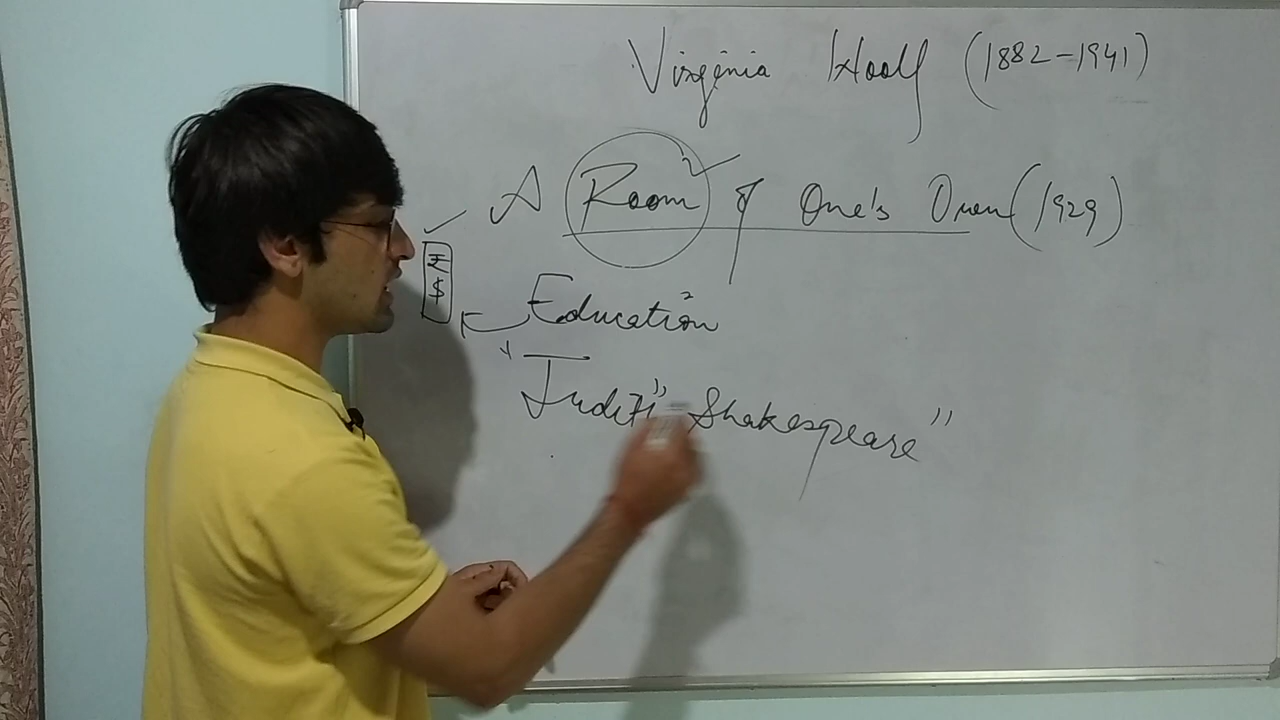 Virginia Woolf (1882-1941)
A Room of One's Own (1929)
₹
$
Education
Judith "Shakespeare"